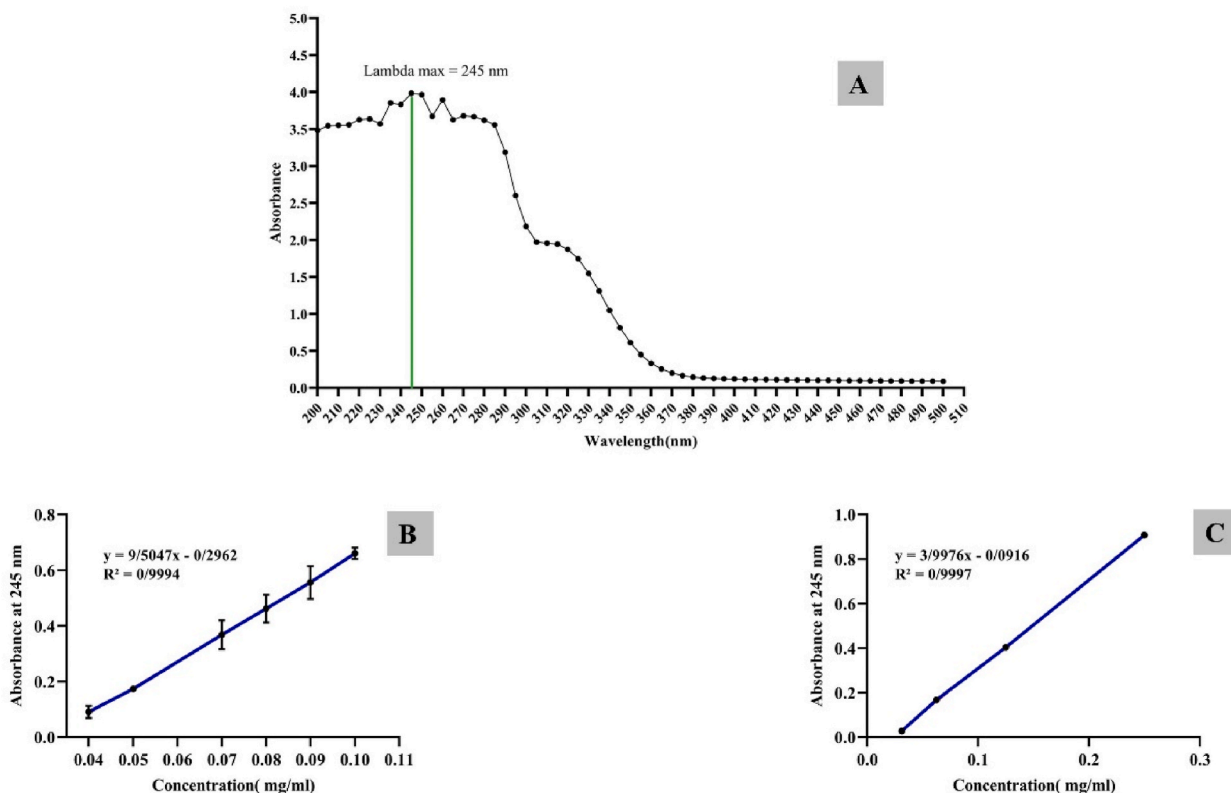 5.0
4.5
Lambda max = 245 nm
A
4.0
3.5
3.0
2.5
2.0
1.5
1.0
0.5
0.0
Absorbance
200 210 220 230 240 250 260 270 280 290 300 310 320 330 340 350 360 370 380 390 400 410 420 430 440 450 460 470 480 490 500 510
Wavelength(nm)
0.8
B
y = 9/5047x - 0/2962
R² = 0/9994
0.6
0.4
0.2
0.0
Absorbance at 245 nm
0.04 0.05 0.06 0.07 0.08 0.09 0.10 0.11
Concentration( mg/ml)
1.0
C
y = 3/9976x - 0/0916
R² = 0/9997
0.8
0.6
0.4
0.2
0.0
Absorbance at 245 nm
0.0 0.1 0.2 0.3
Concentration( mg/ml)